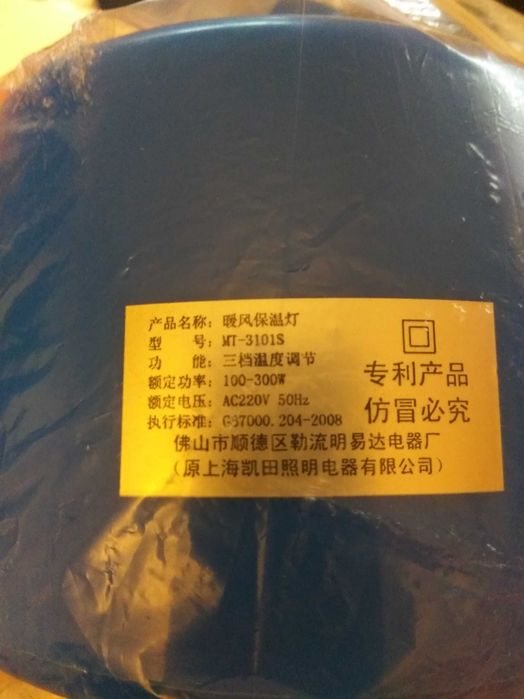 产品名称：暖风保温灯
型　　号：MT-3101S
功　　能：三档温度调节
额定功率：100-300W
额定电压：AC220V 50Hz
执行标准：G67000.204-2008
专利产品
仿冒必究
佛山市顺德区勒流明易达电器厂
（原上海凯田照明电器有限公司）